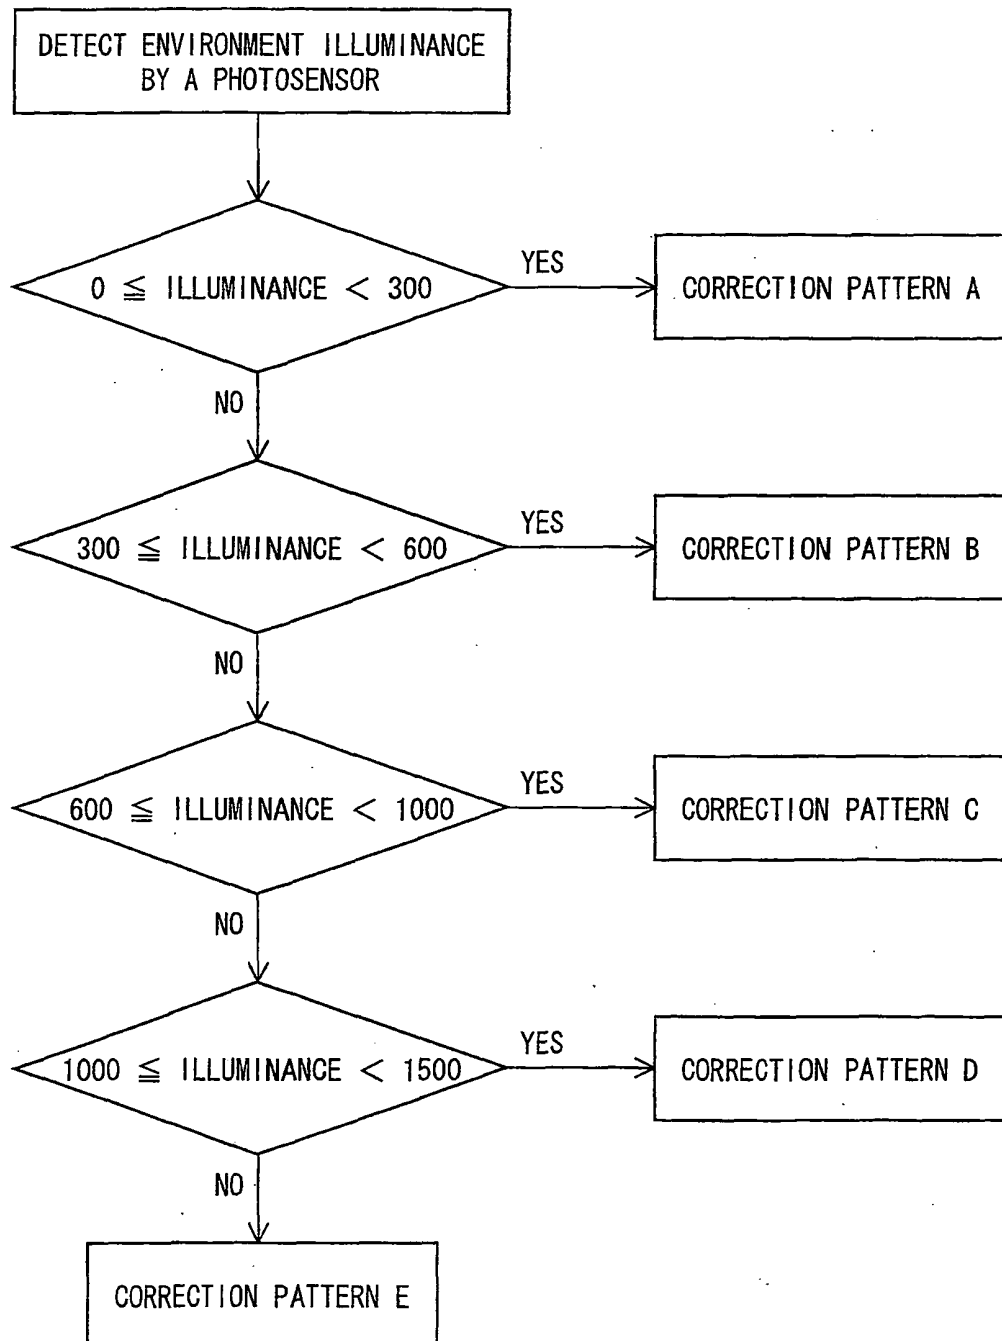 DETECT ENVIRONMENT ILLUMINANCE
BY A PHOTOSENSOR
0 ≦ ILLUMINANCE < 300
YES
CORRECTION PATTERN A
NO
300 ≦ ILLUMINANCE < 600
YES
CORRECTION PATTERN B
NO
600 ≦ ILLUMINANCE < 1000
YES
CORRECTION PATTERN C
NO
1000 ≦ ILLUMINANCE < 1500
YES
CORRECTION PATTERN D
NO
CORRECTION PATTERN E